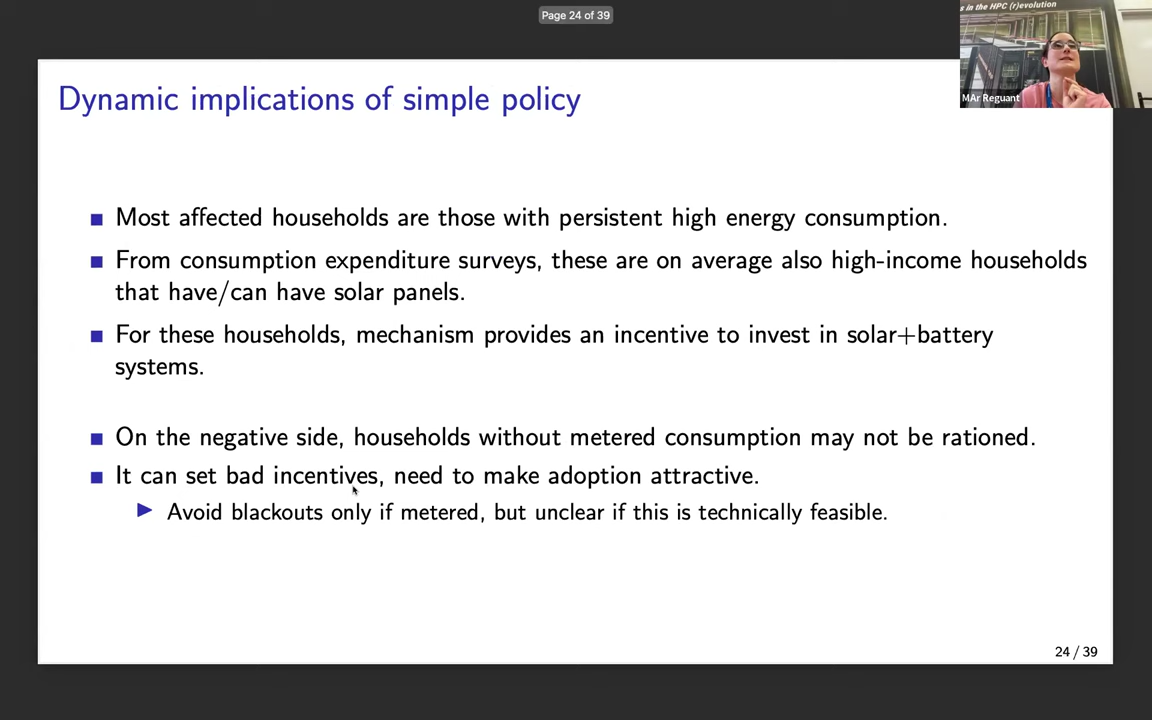 Page 24 of 39
s in the HPC (r)evolution
MAr Reguant
Dynamic implications of simple policy
Most affected households are those with persistent high energy consumption.
From consumption expenditure surveys, these are on average also high-income households
that have/can have solar panels.
For these households, mechanism provides an incentive to invest in solar+battery
systems.
On the negative side, households without metered consumption may not be rationed.
It can set bad incentives, need to make adoption attractive.
Avoid blackouts only if metered, but unclear if this is technically feasible.
24 / 39